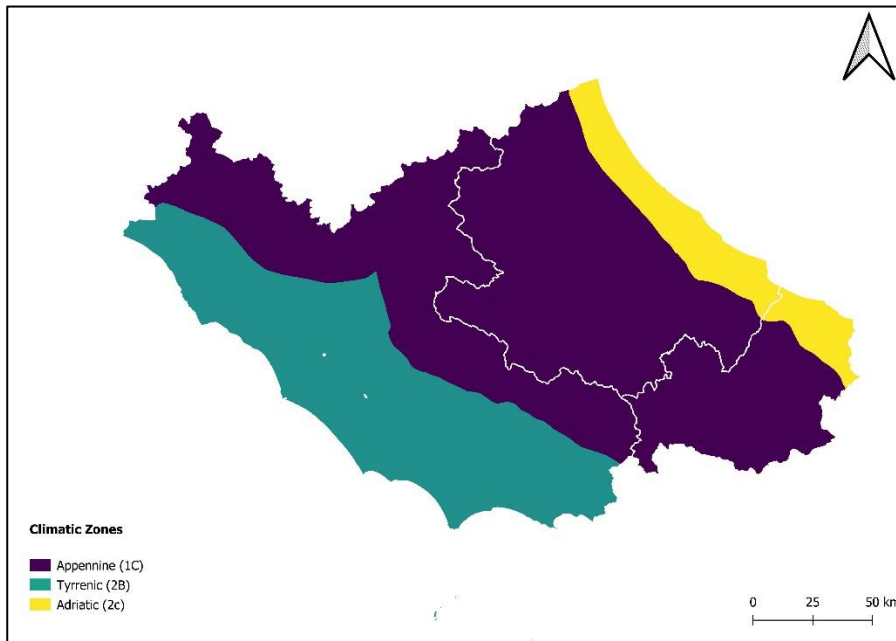 Climatic Zones
Appennine (1C)
Tyrrenic (2B)
Adriatic (2c)
0 25 50 km